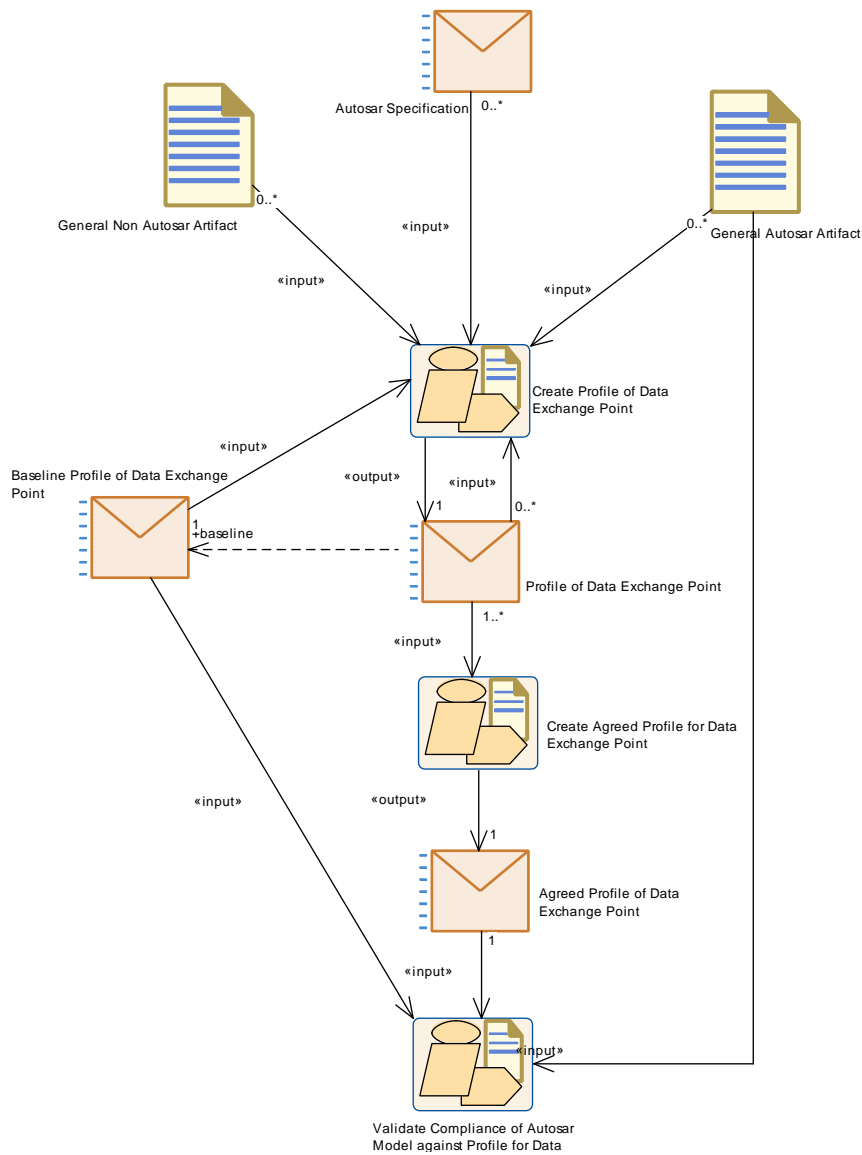 Autosar Specification
0..*
General Non Autosar Artifact
0..*
General Autosar Artifact
0..*
«input»
«input»
«input»
Create Profile of Data
Exchange Point
«input»
«output»
«input»
Baseline Profile of Data Exchange
Point
1
0..*
1
+baseline
Profile of Data Exchange Point
1..*
«input»
Create Agreed Profile for Data
Exchange Point
«input»
«output»
1
Agreed Profile of Data
Exchange Point
1
«input»
«input»
Validate Compliance of Autosar
Model against Profile for Data